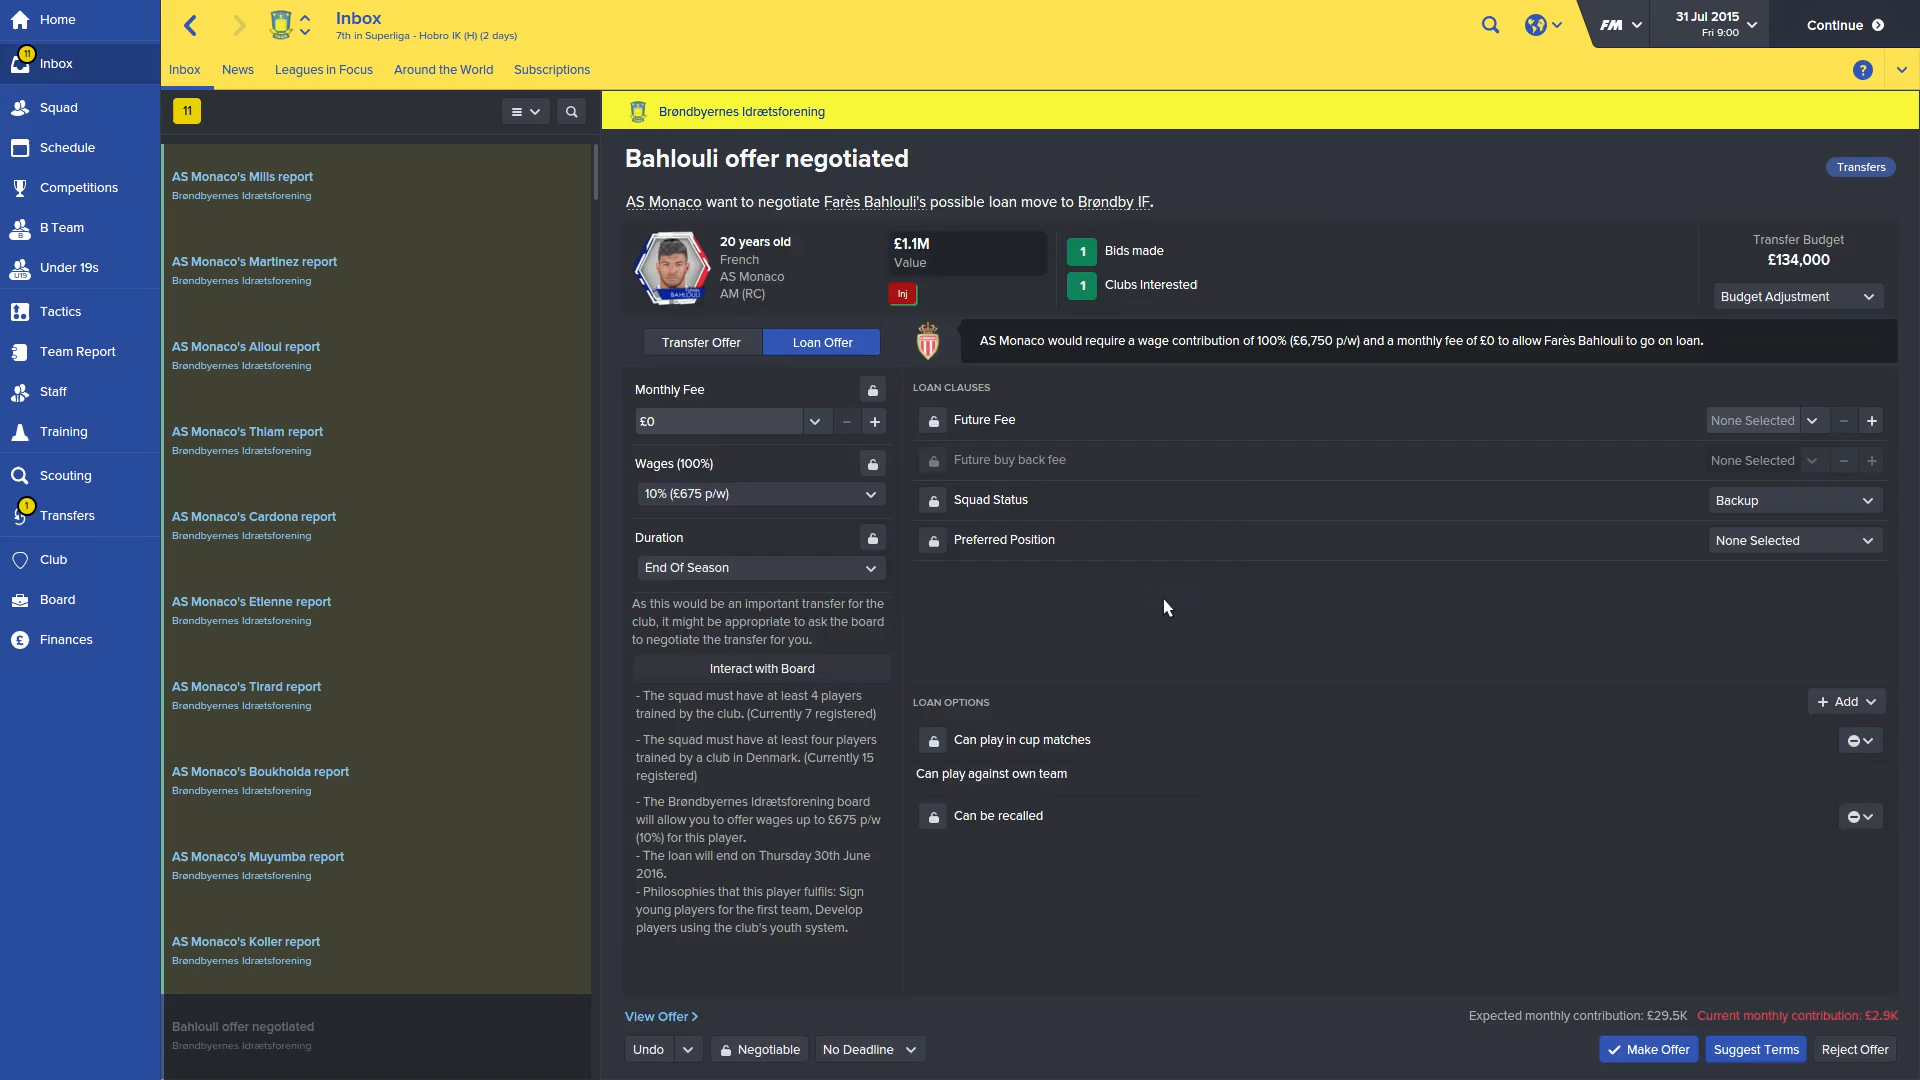 Home
11
Inbox
Squad
Schedule
Competitions
B
B Team
U19
Under 19s
Tactics
Team Report
Staff
Training
Scouting
1
Transfers
Club
Board
Finances
Inbox
7th in Superliga - Hobro IK (H) (2 days)
FM
31 Jul 2015
Fri 9:00
Continue
Inbox
News
Leagues in Focus
Around the World
Subscriptions
?
11
AS Monaco's Mills report
Brøndbyernes Idrætsforening
AS Monaco's Martinez report
Brøndbyernes Idrætsforening
AS Monaco's Alloui report
Brøndbyernes Idrætsforening
AS Monaco's Thiam report
Brøndbyernes Idrætsforening
AS Monaco's Cardona report
Brøndbyernes Idrætsforening
AS Monaco's Etienne report
Brøndbyernes Idrætsforening
AS Monaco's Tirard report
Brøndbyernes Idrætsforening
AS Monaco's Boukholda report
Brøndbyernes Idrætsforening
AS Monaco's Muyumba report
Brøndbyernes Idrætsforening
AS Monaco's Koller report
Brøndbyernes Idrætsforening
Bahlouli offer negotiated
Brøndbyernes Idrætsforening
Brøndbyernes Idrætsforening
Bahlouli offer negotiated
Transfers
AS Monaco want to negotiate Farès Bahlouli's possible loan move to Brøndby IF.
BAHLOULI
20 years old
French
AS Monaco
AM (RC)
£1.1M
Value
Inj
1 Bids made
1 Clubs Interested
Transfer Budget
£134,000
Budget Adjustment
Transfer Offer
Loan Offer
AS Monaco would require a wage contribution of 100% (£6,750 p/w) and a monthly fee of £0 to allow Farès Bahlouli to go on loan.
Monthly Fee
£0
Wages (100%)
10% (£675 p/w)
Duration
End Of Season
As this would be an important transfer for the
club, it might be appropriate to ask the board
to negotiate the transfer for you.
Interact with Board
- The squad must have at least 4 players
trained by the club. (Currently 7 registered)
- The squad must have at least four players
trained by a club in Denmark. (Currently 15
registered)
- The Brøndbyernes Idrætsforening board
will allow you to offer wages up to £675 p/w
(10%) for this player.
- The loan will end on Thursday 30th June
2016.
- Philosophies that this player fulfils: Sign
young players for the first team, Develop
players using the club's youth system.
LOAN CLAUSES
Future Fee
None Selected
Future buy back fee
None Selected
Squad Status
Backup
Preferred Position
None Selected
LOAN OPTIONS
+ Add
Can play in cup matches
Can play against own team
Can be recalled
View Offer >
Expected monthly contribution: £29.5K Current monthly contribution: £2.9K
Undo
Negotiable
No Deadline
Make Offer
Suggest Terms
Reject Offer